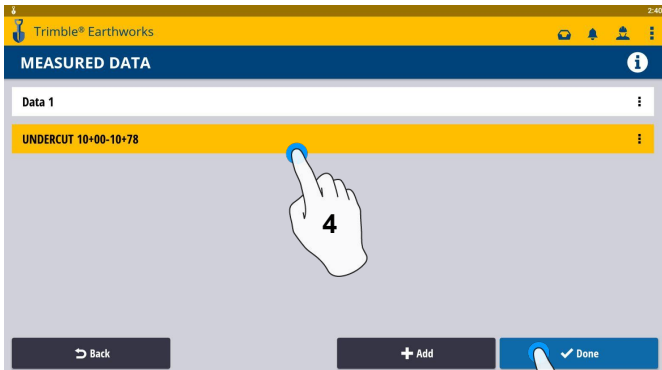 2:40
Trimble® Earthworks
MEASURED DATA
i
Data 1
UNDERCUT 10+00-10+78
4
Back
Add
Done